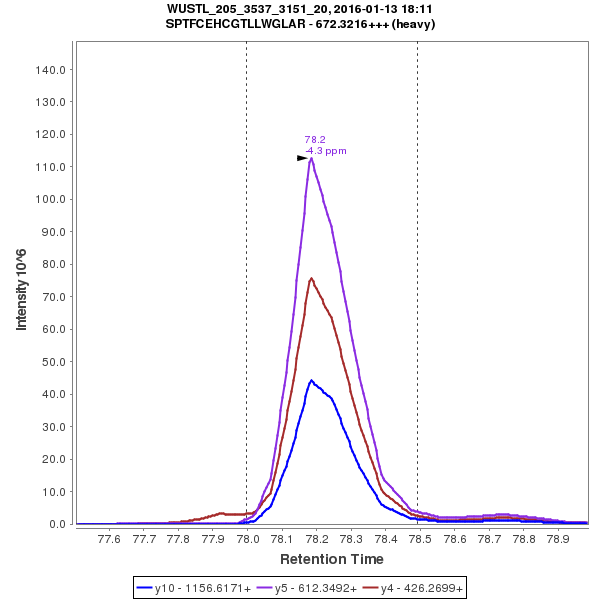 WUSTL_205_3537_3151_20, 2016-01-13 18:11
SPTFCEHCGTLLWGLAR - 672.3216+++ (heavy)
Intensity 10^6
140.0
130.0
120.0
110.0
100.0
90.0
80.0
70.0
60.0
50.0
40.0
30.0
20.0
10.0
0.0
78.2
-4.3 ppm
77.6 77.7 77.8 77.9 78.0 78.1 78.2 78.3 78.4 78.5 78.6 78.7 78.8 78.9
Retention Time
y10 - 1156.6171+ y5 - 612.3492+ y4 - 426.2699+